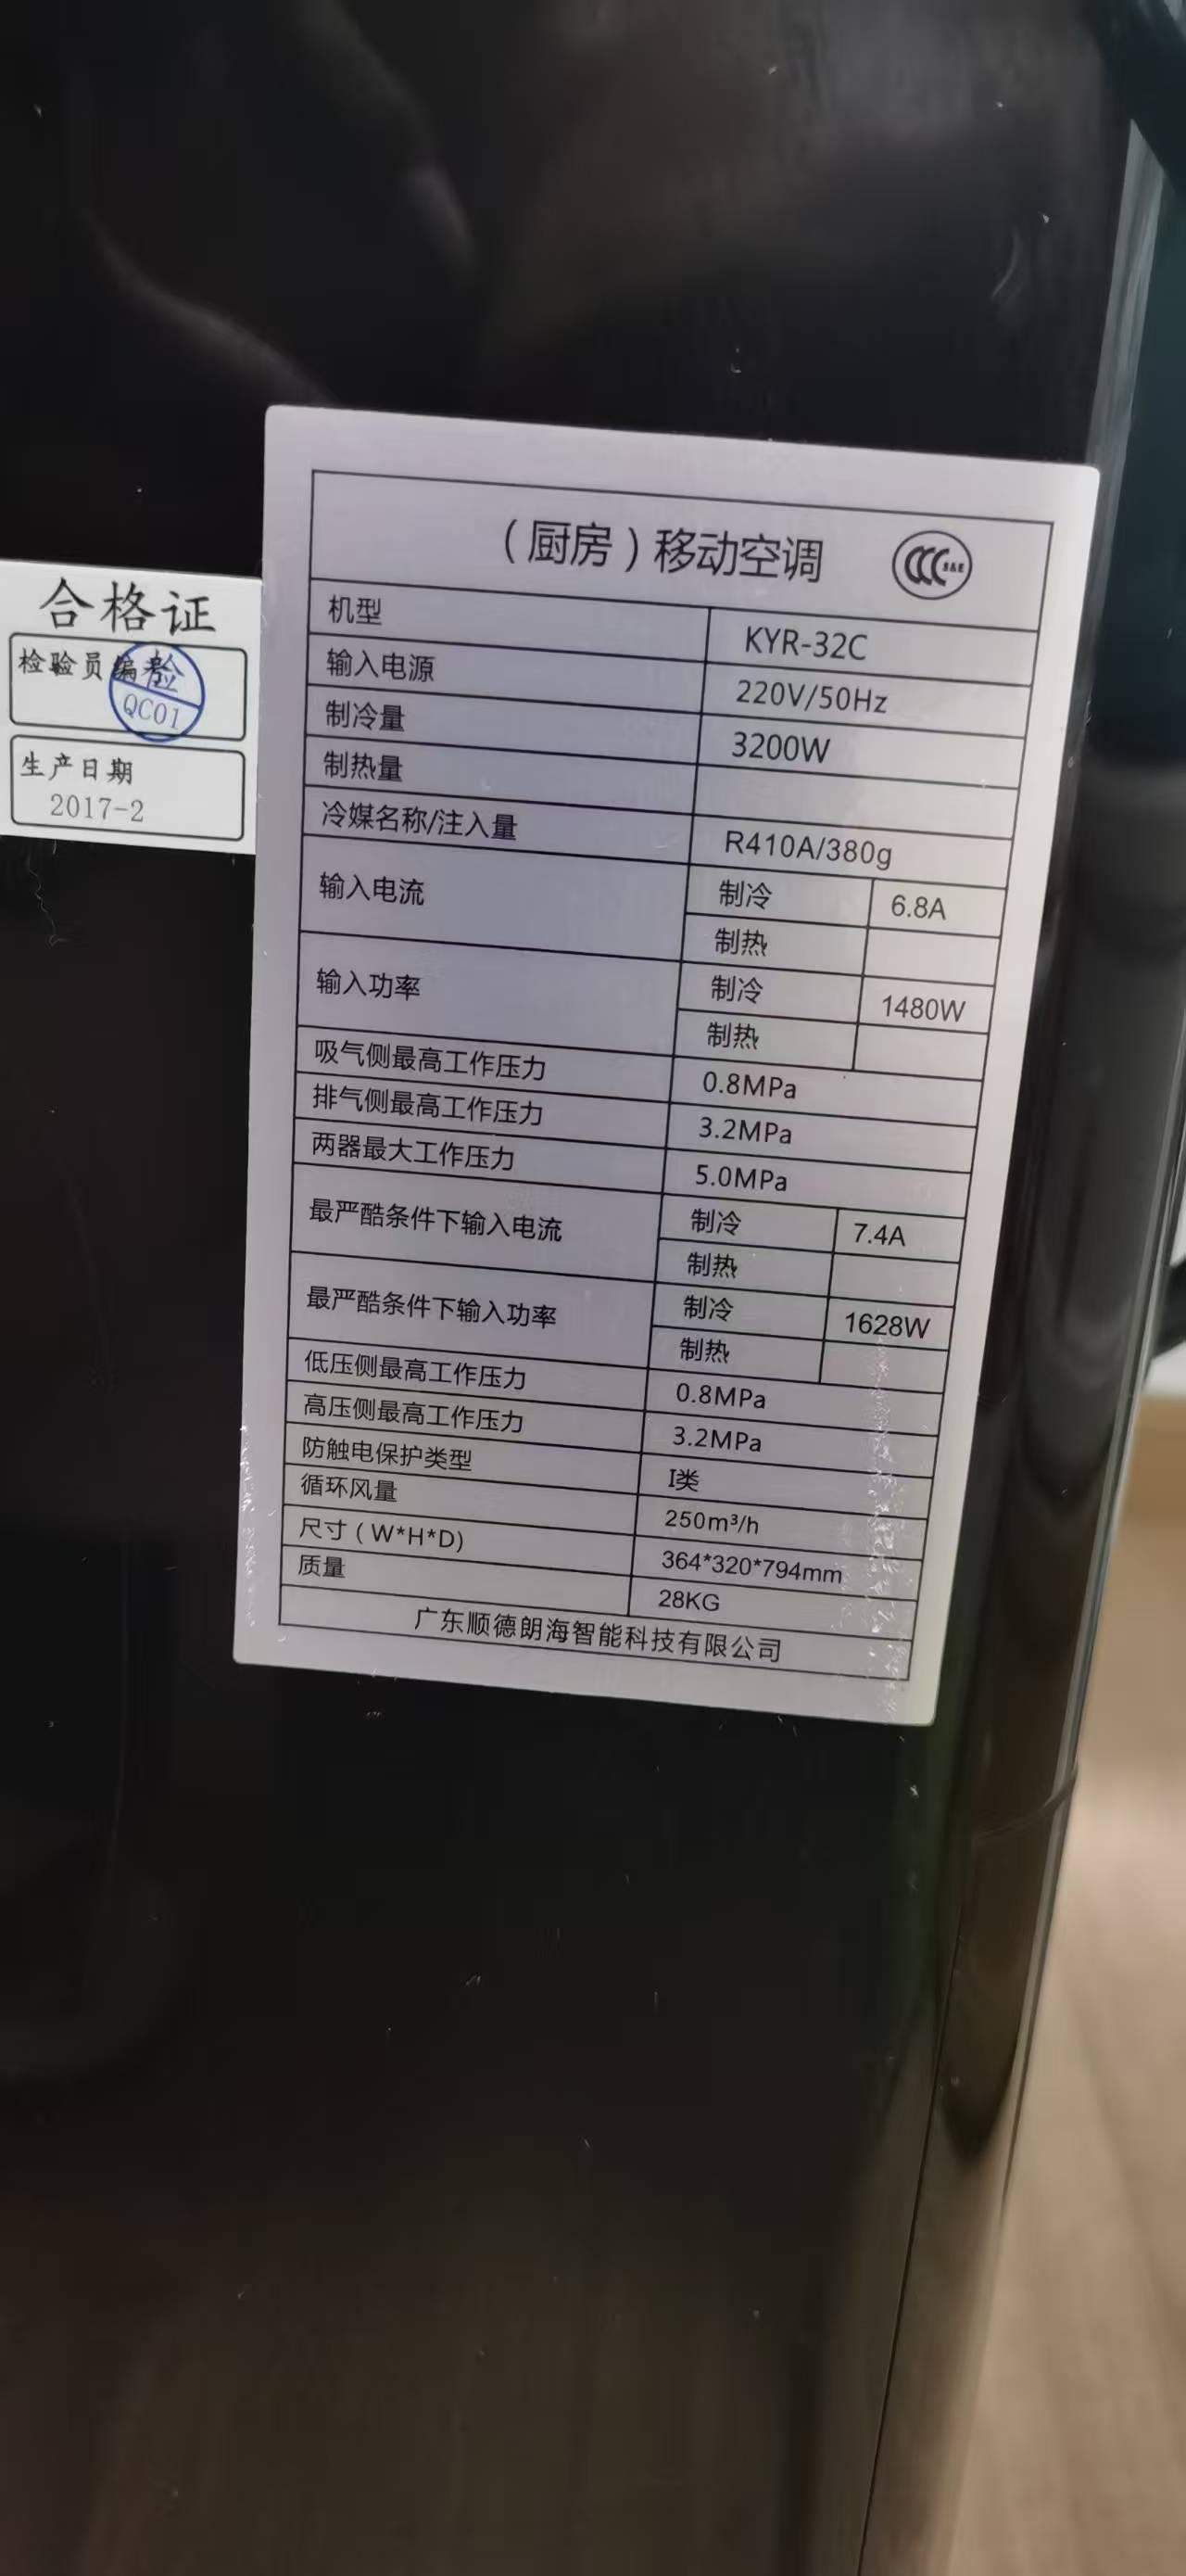 合格证
检验员编号
检
QC01
生产日期
2017-2
（厨房）移动空调
CCC S&E
机型 KYR-32C
输入电源 220V/50Hz
制冷量 3200W
制热量
冷媒名称/注入量 R410A/380g
输入电流 制冷 6.8A
制热
输入功率 制冷 1480W
制热
吸气侧最高工作压力 0.8MPa
排气侧最高工作压力 3.2MPa
两器最大工作压力 5.0MPa
最严酷条件下输入电流 制冷 7.4A
制热
最严酷条件下输入功率 制冷 1628W
制热
低压侧最高工作压力 0.8MPa
高压侧最高工作压力 3.2MPa
防触电保护类型 I类
循环风量 250m³/h
尺寸（W*H*D) 364*320*794mm
质量 28KG
广东顺德朗海智能科技有限公司